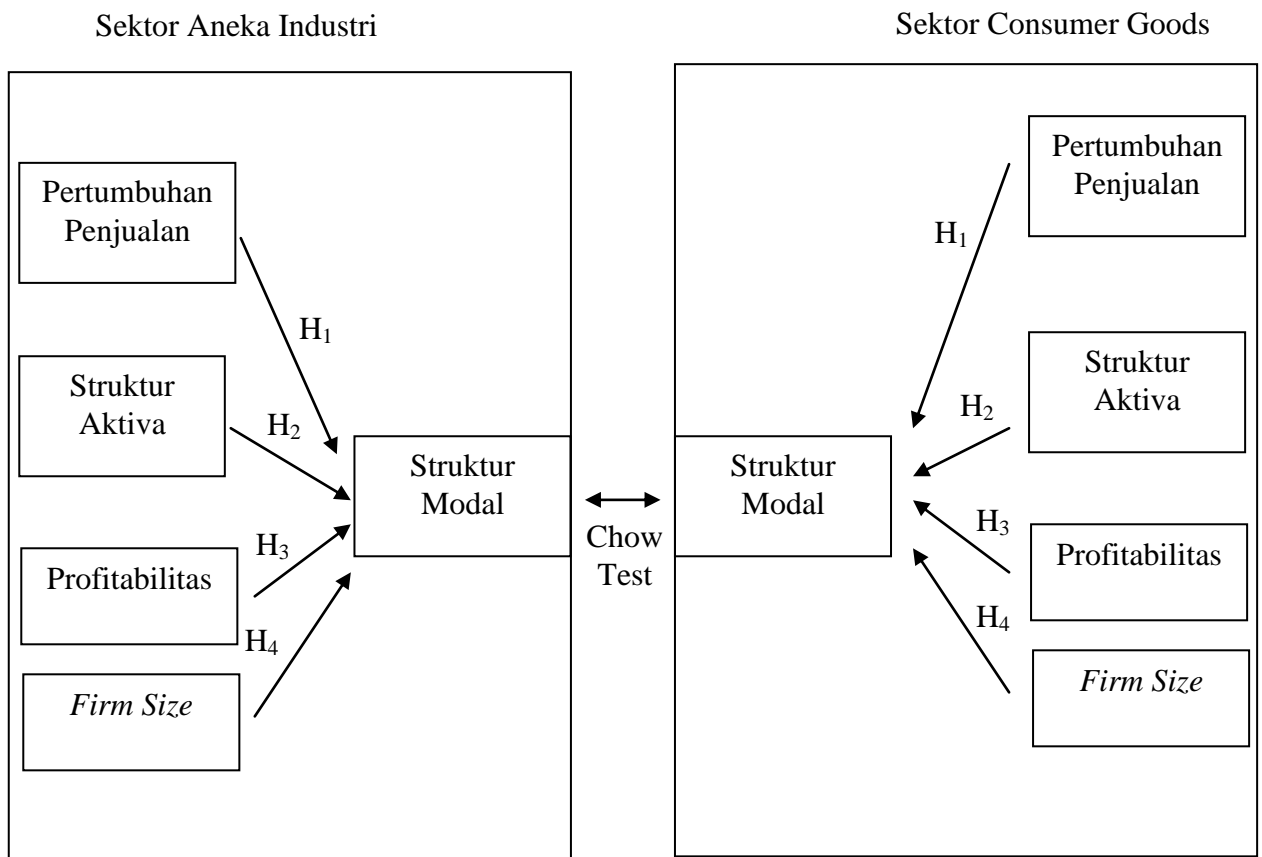 Sektor Aneka Industri
Sektor Consumer Goods
Pertumbuhan
Penjualan
H1
Struktur
Aktiva
H2
Struktur
Modal
H3
Profitabilitas
H4
Firm Size
Chow
Test
Pertumbuhan
Penjualan
H1
Struktur
Aktiva
H2
Struktur
Modal
H3
Profitabilitas
H4
Firm Size